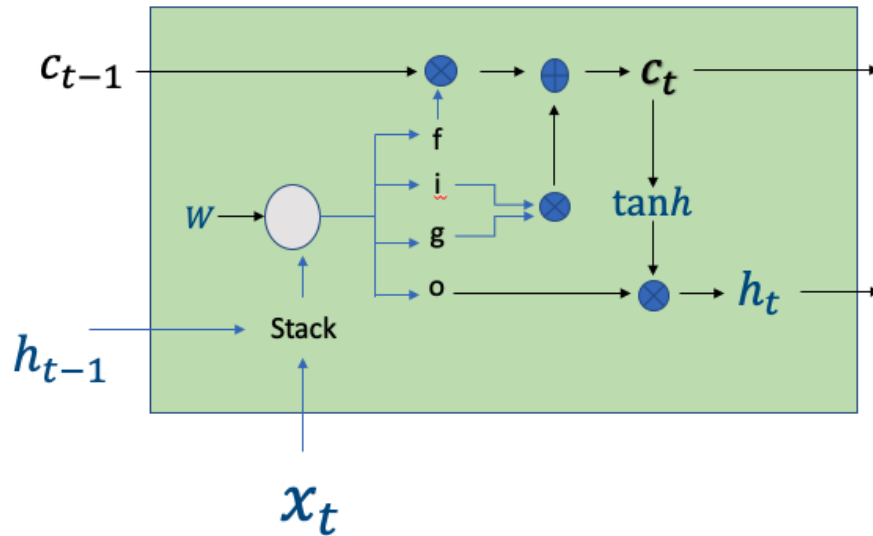 c_{t-1}
c_t
f
i
W
g
tanh
o
h_t
Stack
h_{t-1}
x_t